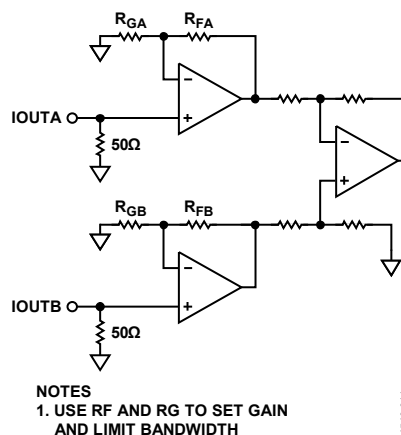 RGA RFA
−
+
IOUTA
50Ω
−
+
RGB RFB
−
+
IOUTB
50Ω
NOTES
1. USE RF AND RG TO SET GAIN
AND LIMIT BANDWIDTH